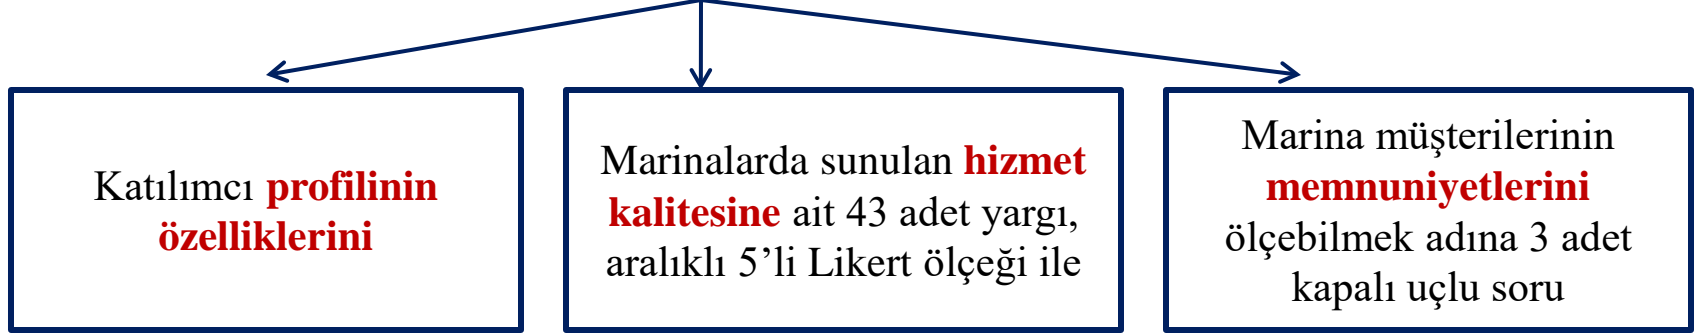 Katılımcı profilinin
özelliklerini
Marinalarda sunulan hizmet
kalitesine ait 43 adet yargı,
aralıklı 5’li Likert ölçeği ile
Marina müşterilerinin
memnuniyetlerini
ölçebilmek adına 3 adet
kapalı uçlu soru